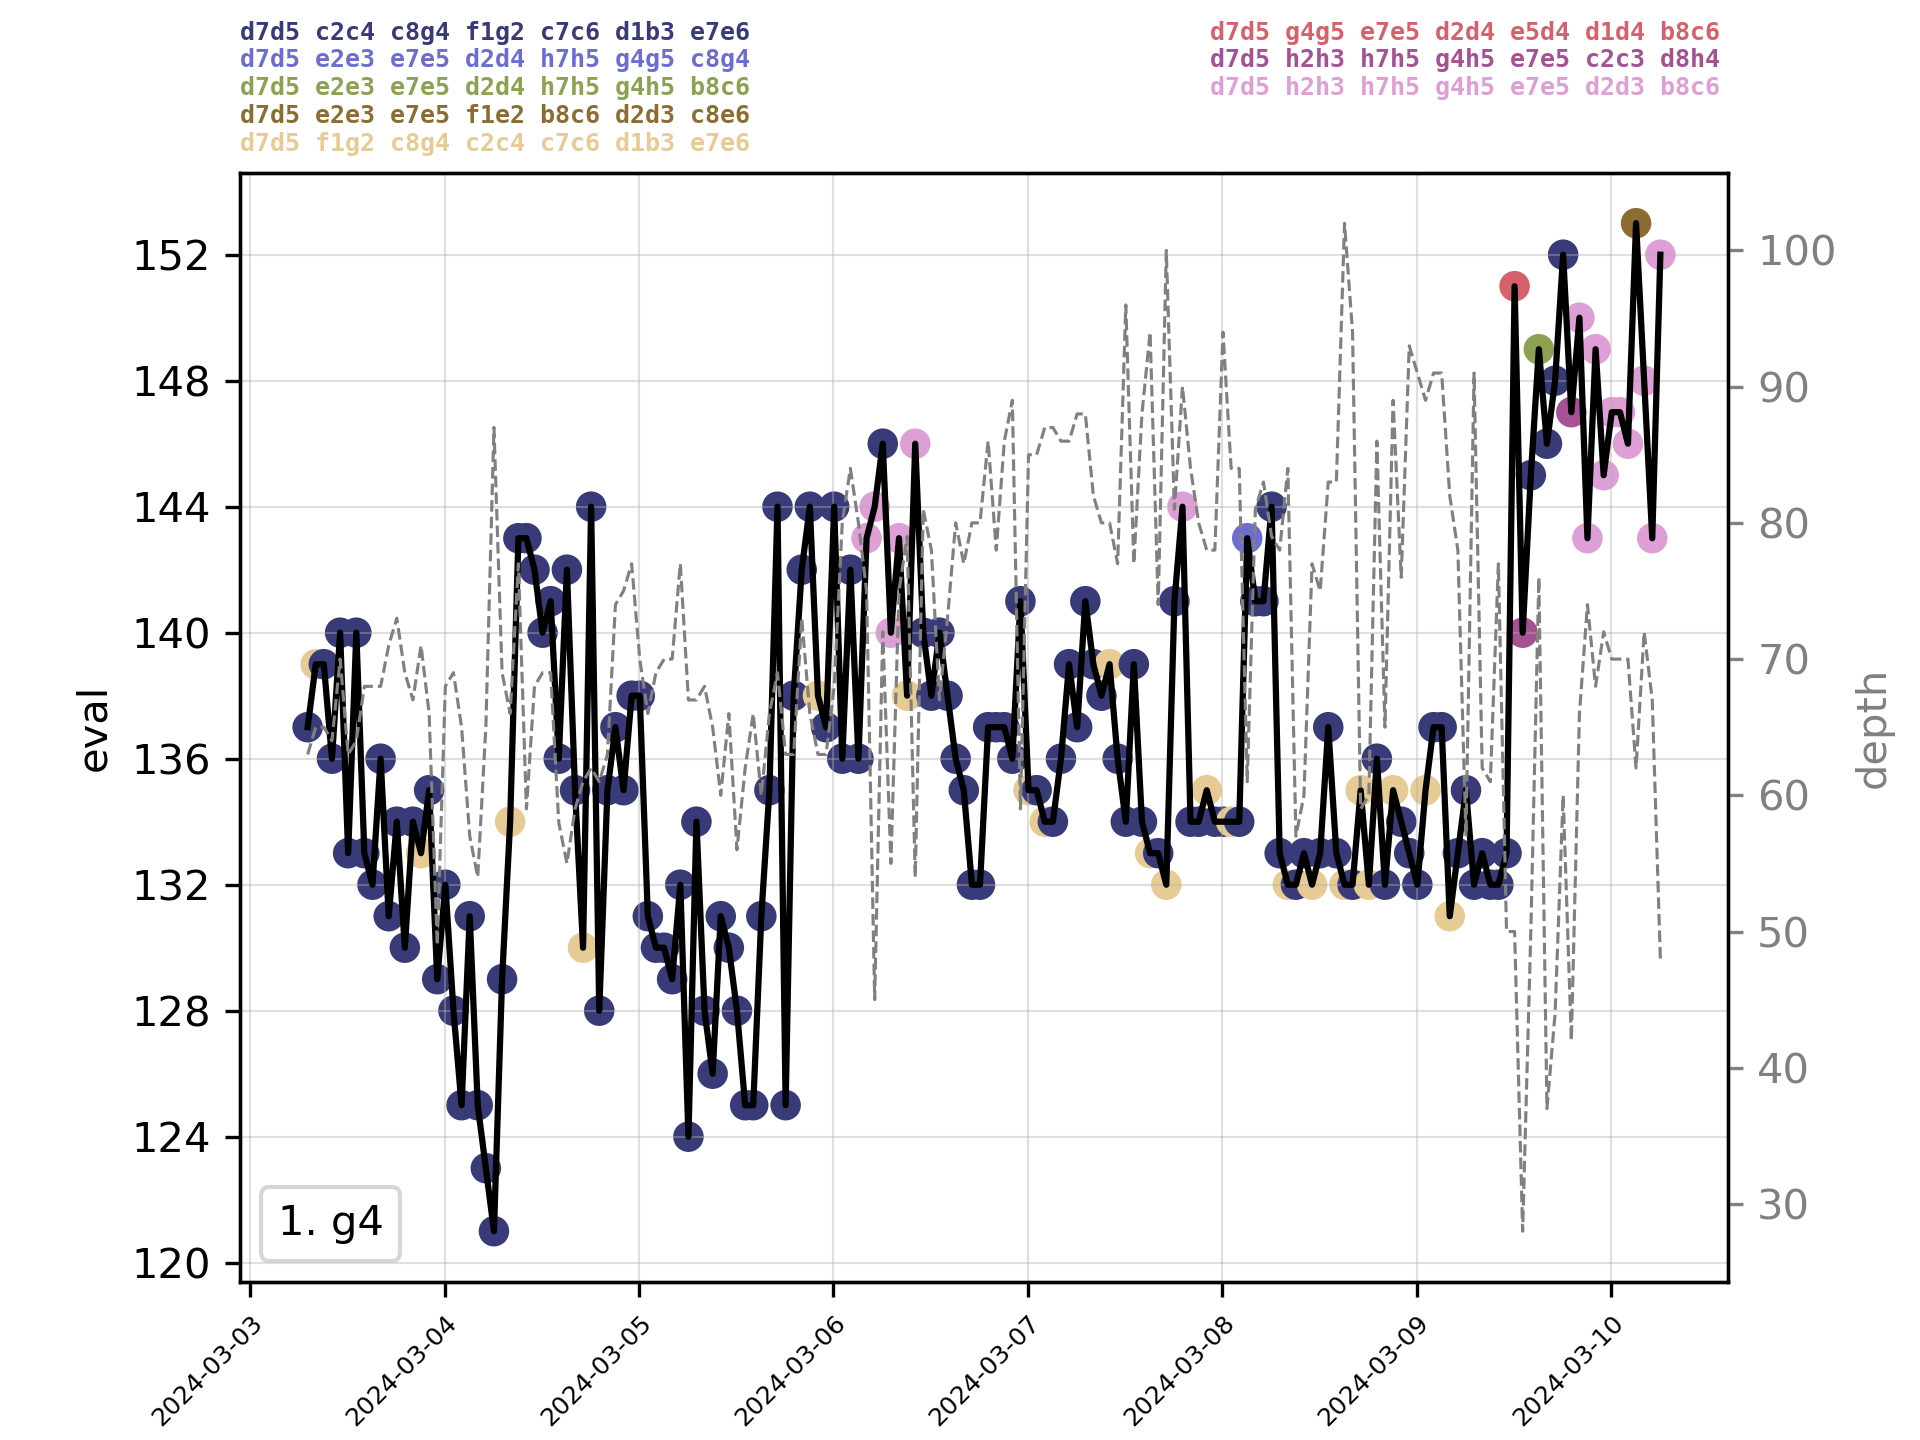 d7d5 c2c4 c8g4 f1g2 c7c6 d1b3 e7e6
d7d5 e2e3 e7e5 d2d4 h7h5 g4g5 c8g4
d7d5 e2e3 e7e5 d2d4 h7h5 g4h5 b8c6
d7d5 e2e3 e7e5 f1e2 b8c6 d2d3 c8e6
d7d5 f1g2 c8g4 c2c4 c7c6 d1b3 e7e6
d7d5 g4g5 e7e5 d2d4 e5d4 d1d4 b8c6
d7d5 h2h3 h7h5 g4h5 e7e5 c2c3 d8h4
d7d5 h2h3 h7h5 g4h5 e7e5 d2d3 b8c6
152
148
144
140
136
132
128
124
120
eval
100
90
80
70
60
50
40
30
depth
1. g4
2024-03-03
2024-03-04
2024-03-05
2024-03-06
2024-03-07
2024-03-08
2024-03-09
2024-03-10